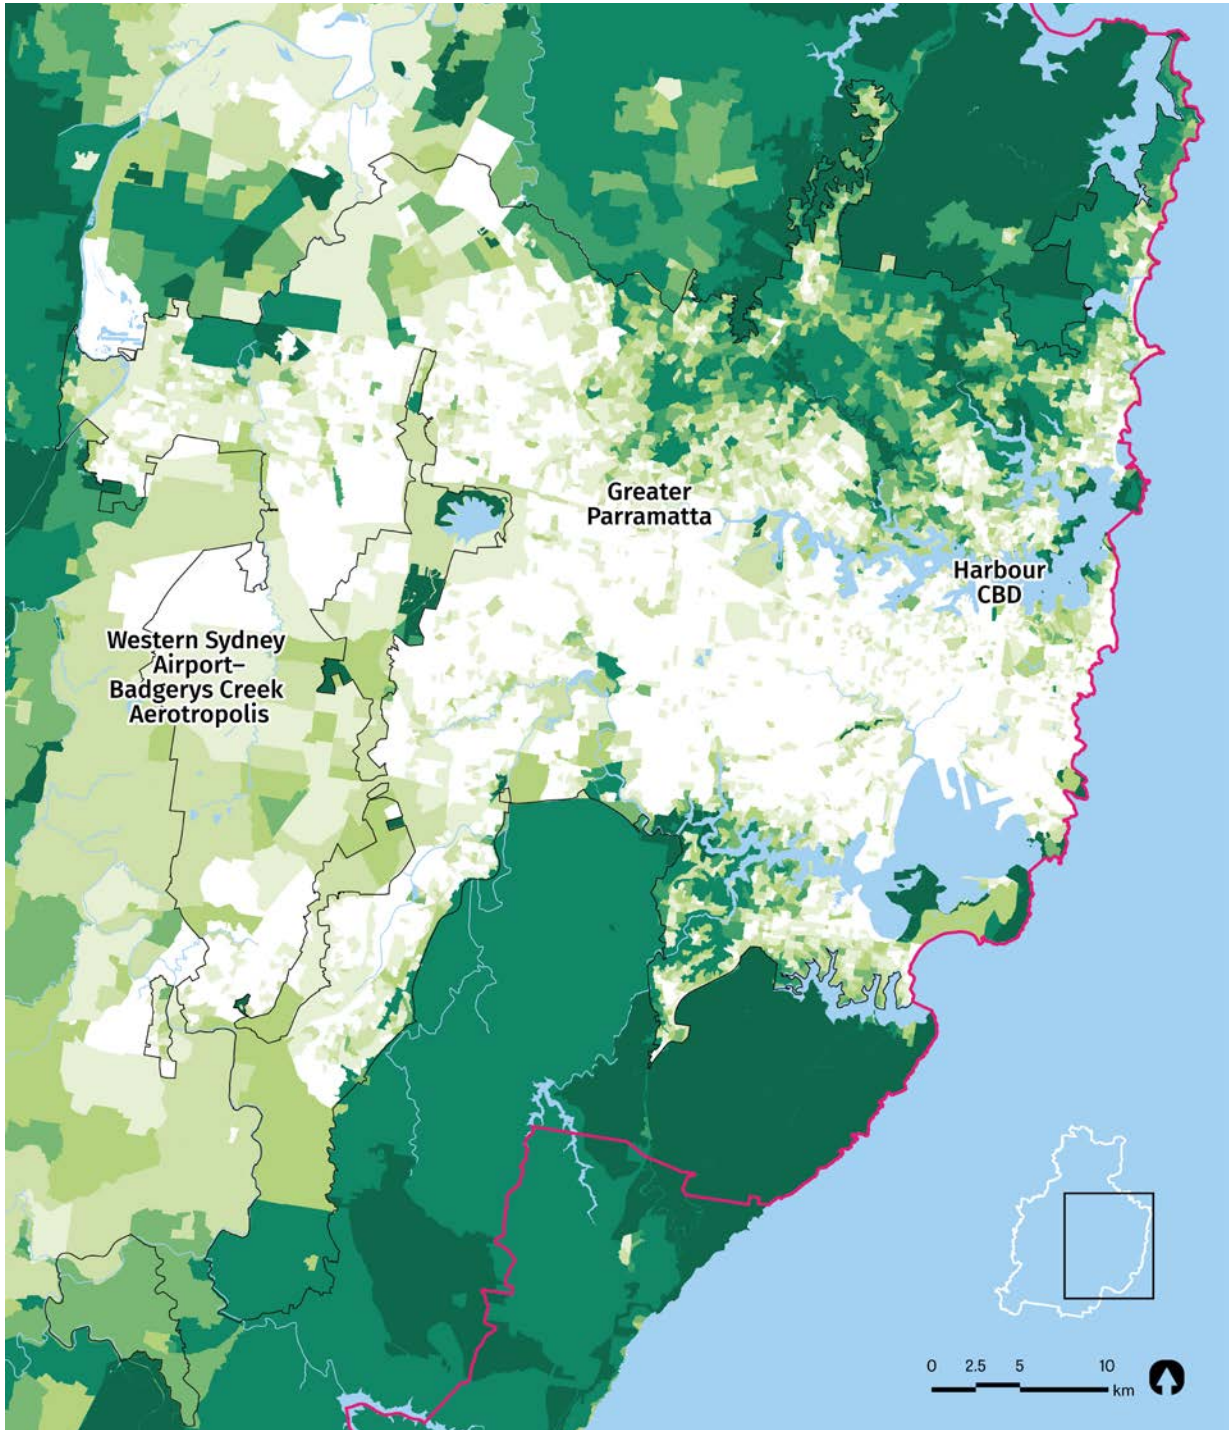 Greater
Parramatta
Harbour
CBD
Western Sydney
Airport–
Badgerys Creek
Aerotropolis
0 2.5 5 10
km